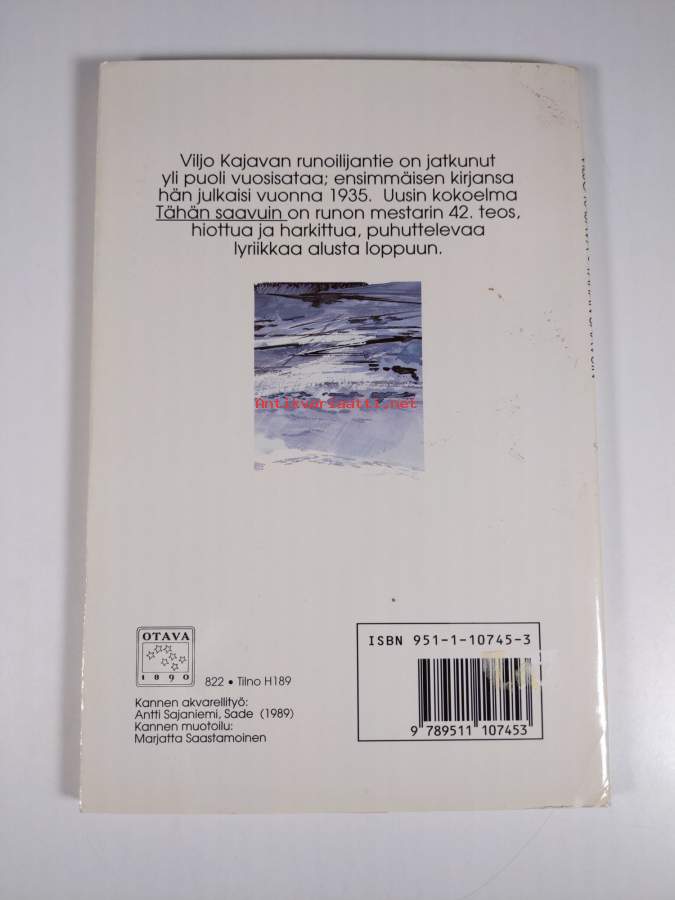 Viljo Kajavan runoilijantie on jatkunut
yli puoli vuosisataa; ensimmäisen kirjansa
hän julkaisi vuonna 1935. Uusin kokoelma
Tähän saavuin on runon mestarin 42. teos,
hiottua ja harkittua, puhuttelevaa
lyriikkaa alusta loppuun.
Antikvariaatti.net
OTAVA
1890
822 • Tilno H189
Kannen akvarellityö:
Antti Sajaniemi, Sade (1989)
Kannen muotoilu:
Marjatta Saastamoinen
ISBN 951-1-10745-3
9 789511 107453